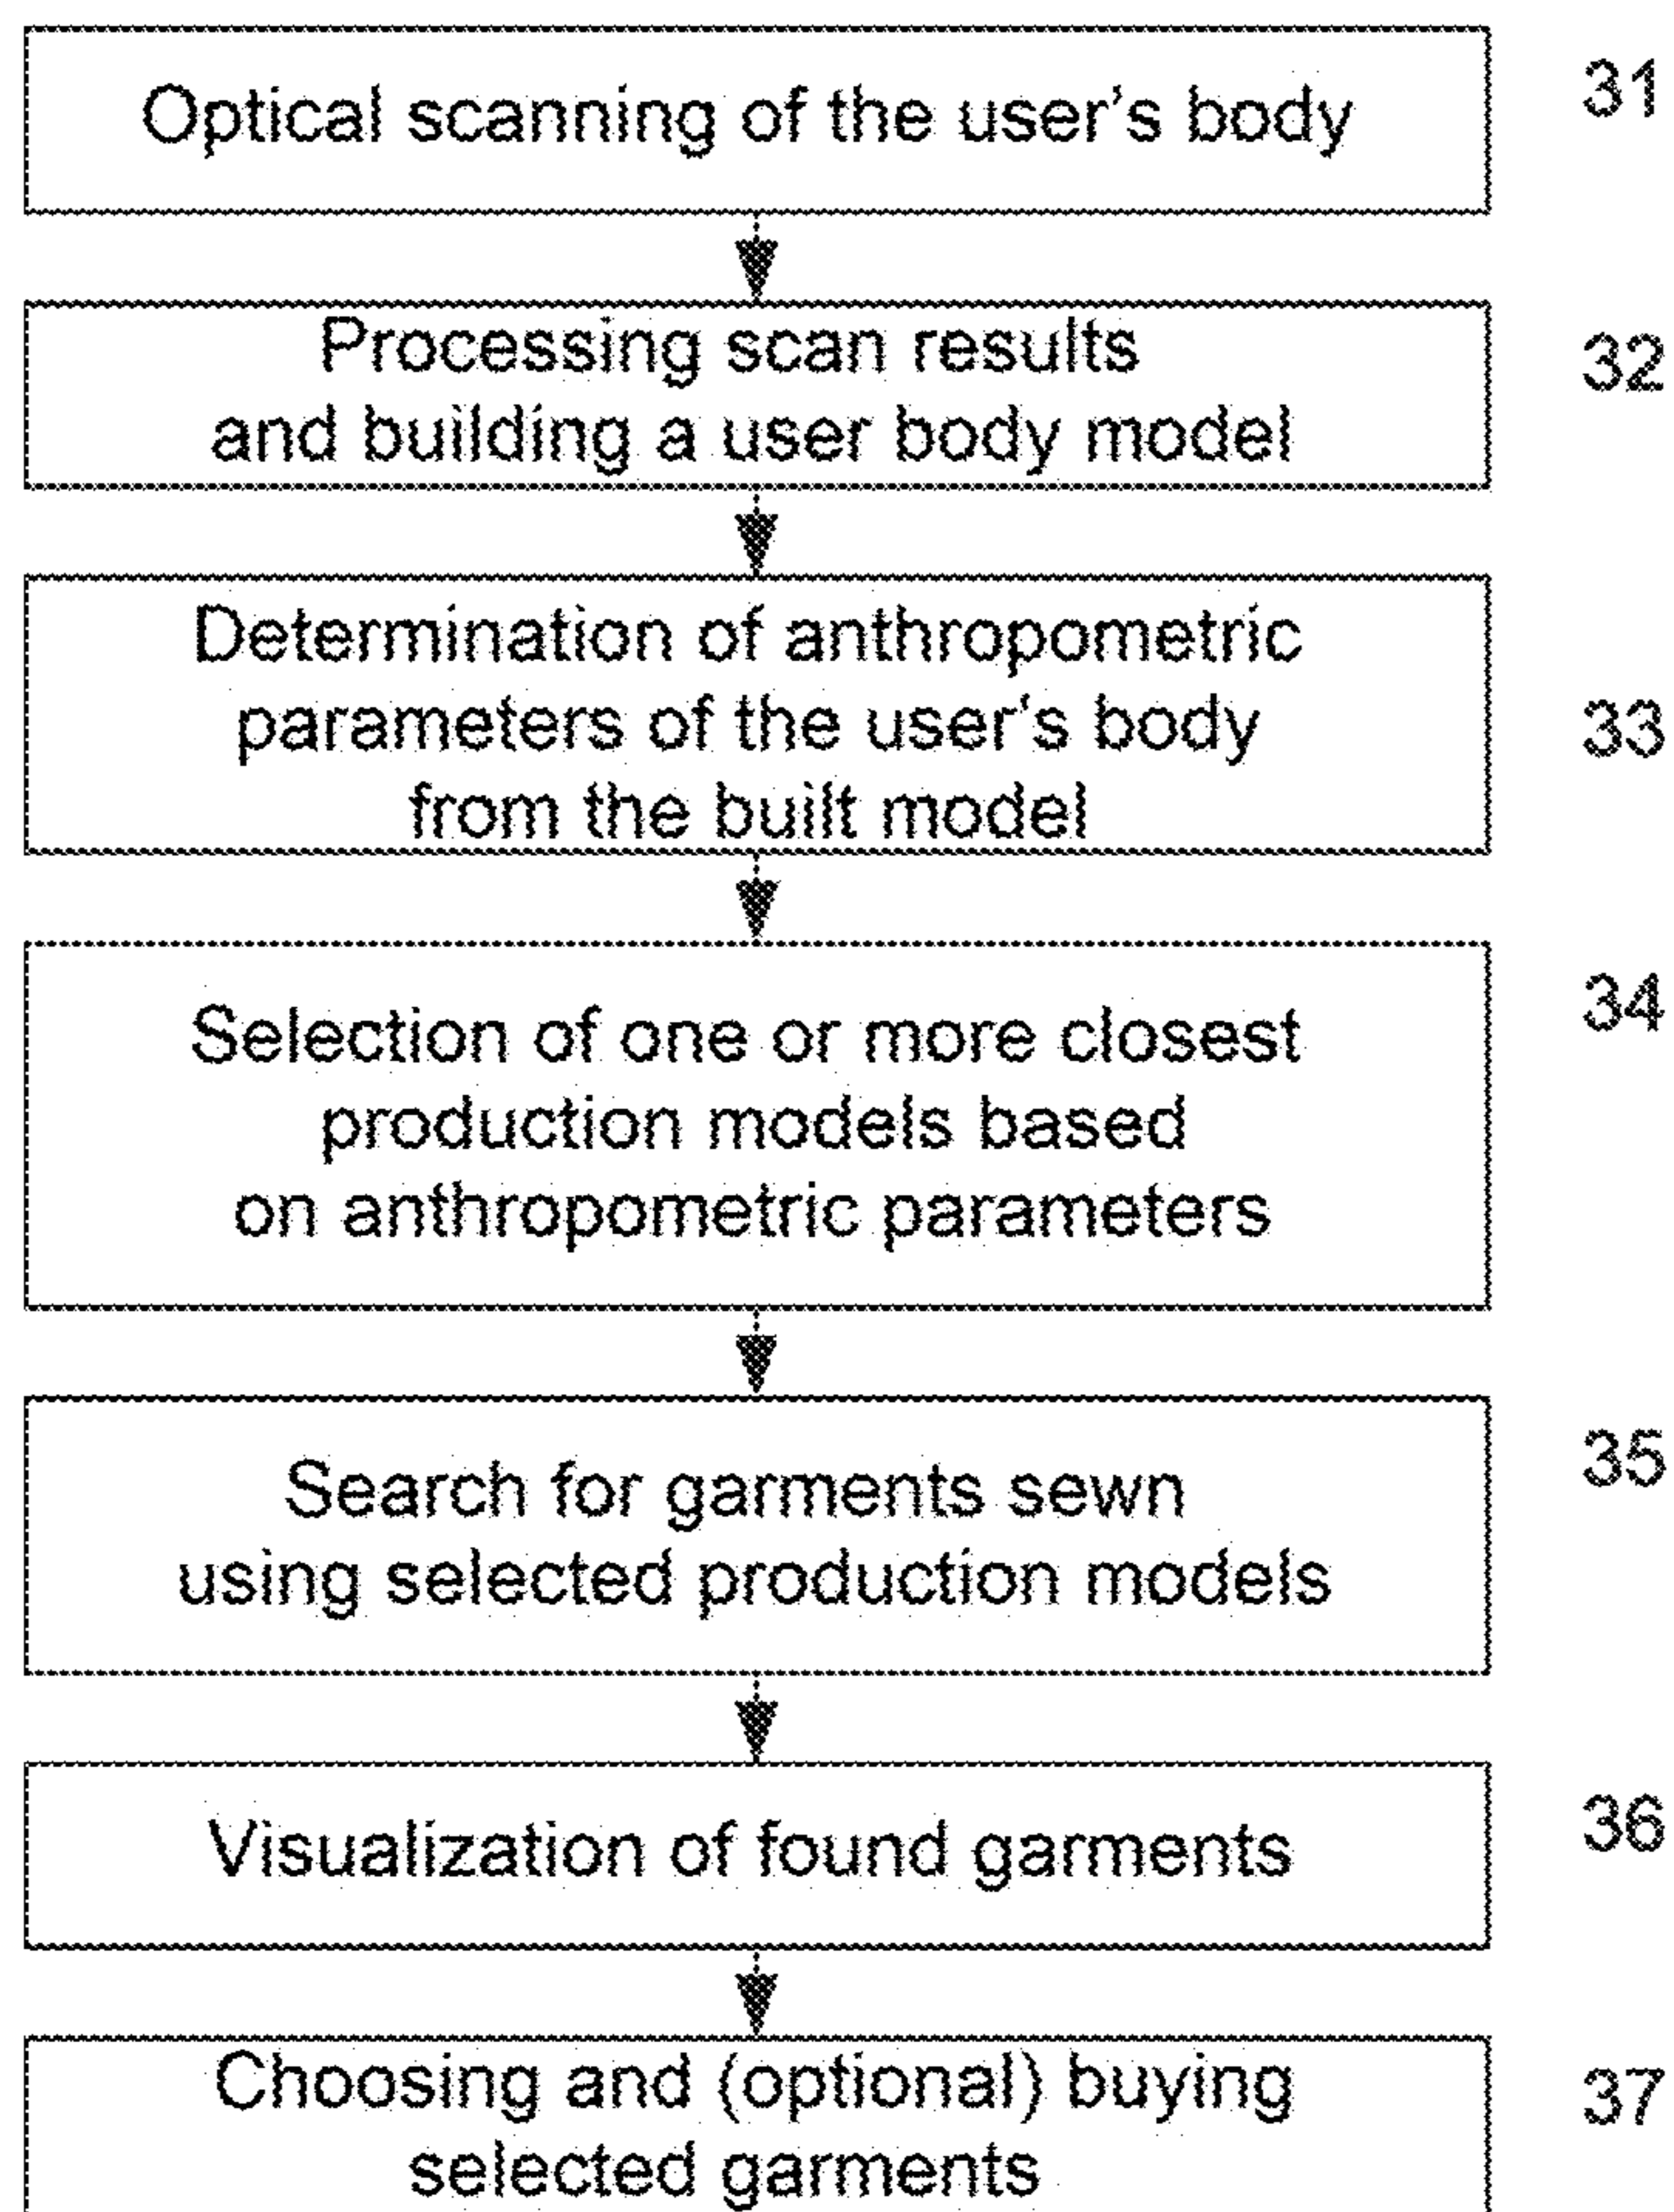 Optical scanning of the user's body
31
Processing scan results
and building a user body model
32
Determination of anthropometric
parameters of the user's body
from the built model
33
Selection of one or more closest
production models based
on anthropometric parameters
34
Search for garments sewn
using selected production models
35
Visualization of found garments
36
Choosing and (optional) buying
selected garments
37